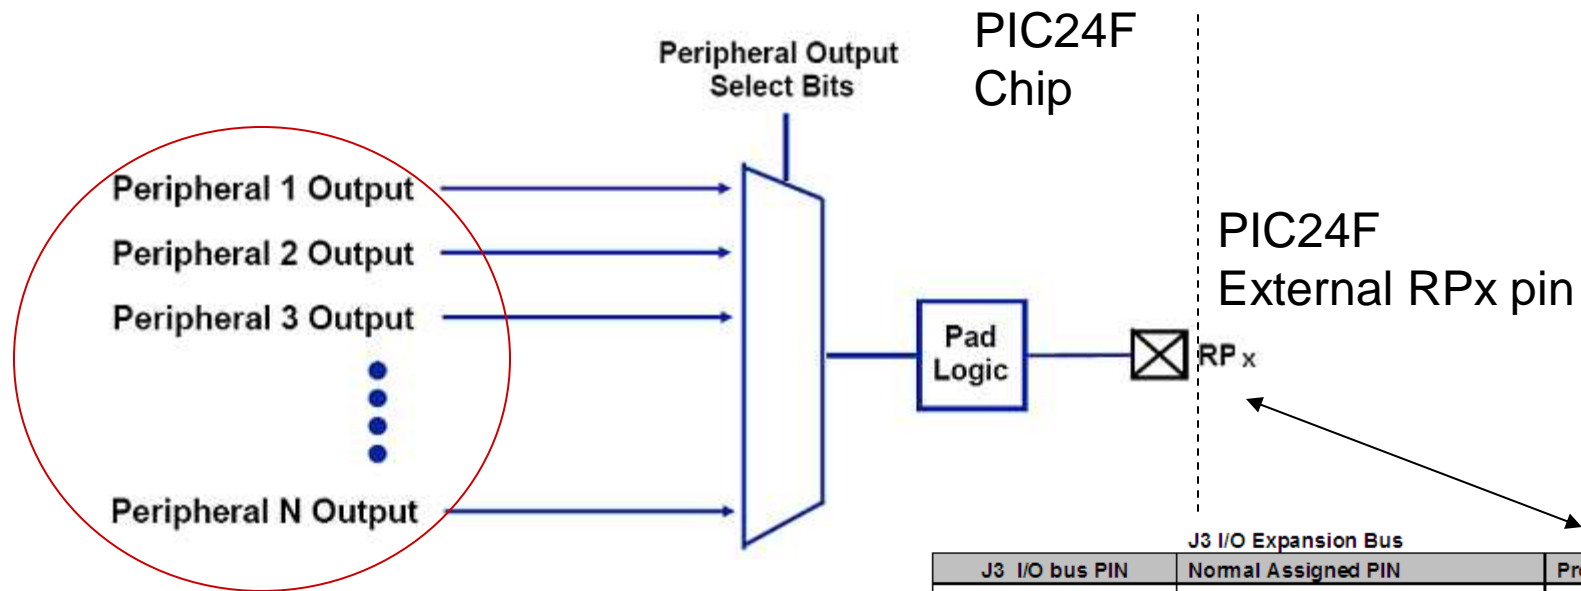 PIC24F
Chip
Peripheral Output
Select Bits
Peripheral 1 Output
Peripheral 2 Output
Peripheral 3 Output
Peripheral N Output
Pad
Logic
PIC24F
External RPx pin
RPx
J3 I/O Expansion Bus
J3 I/O bus PIN
Normal Assigned PIN